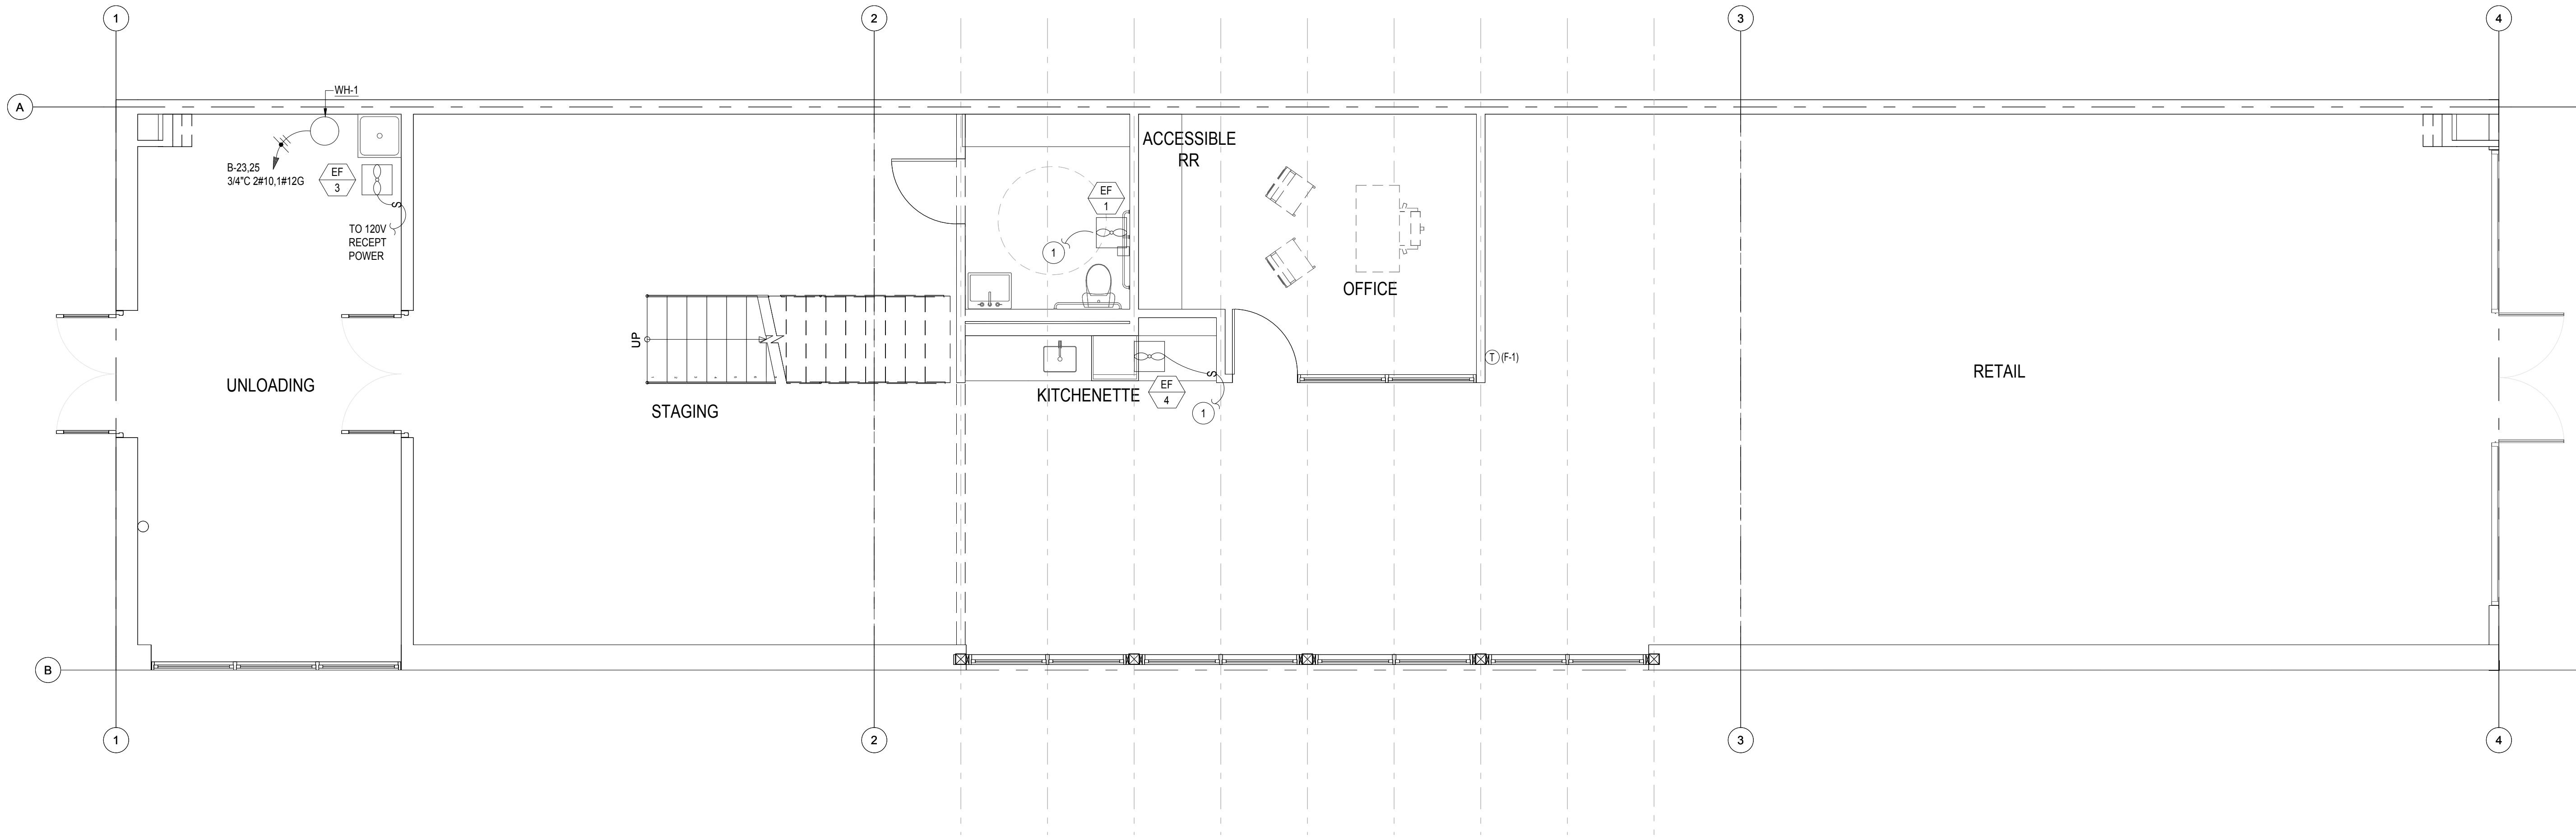 1
2
3
4
A
WH-1
ACCESSIBLE
RR
B-23,25
3/4"C 2#10,1#12G
EF
3
EF
1
S
TO 120V
RECEPT
POWER
1
OFFICE
UP
T (F-1)
UNLOADING
STAGING
KITCHENETTE
EF
4
S
1
RETAIL
B
1
2
3
4